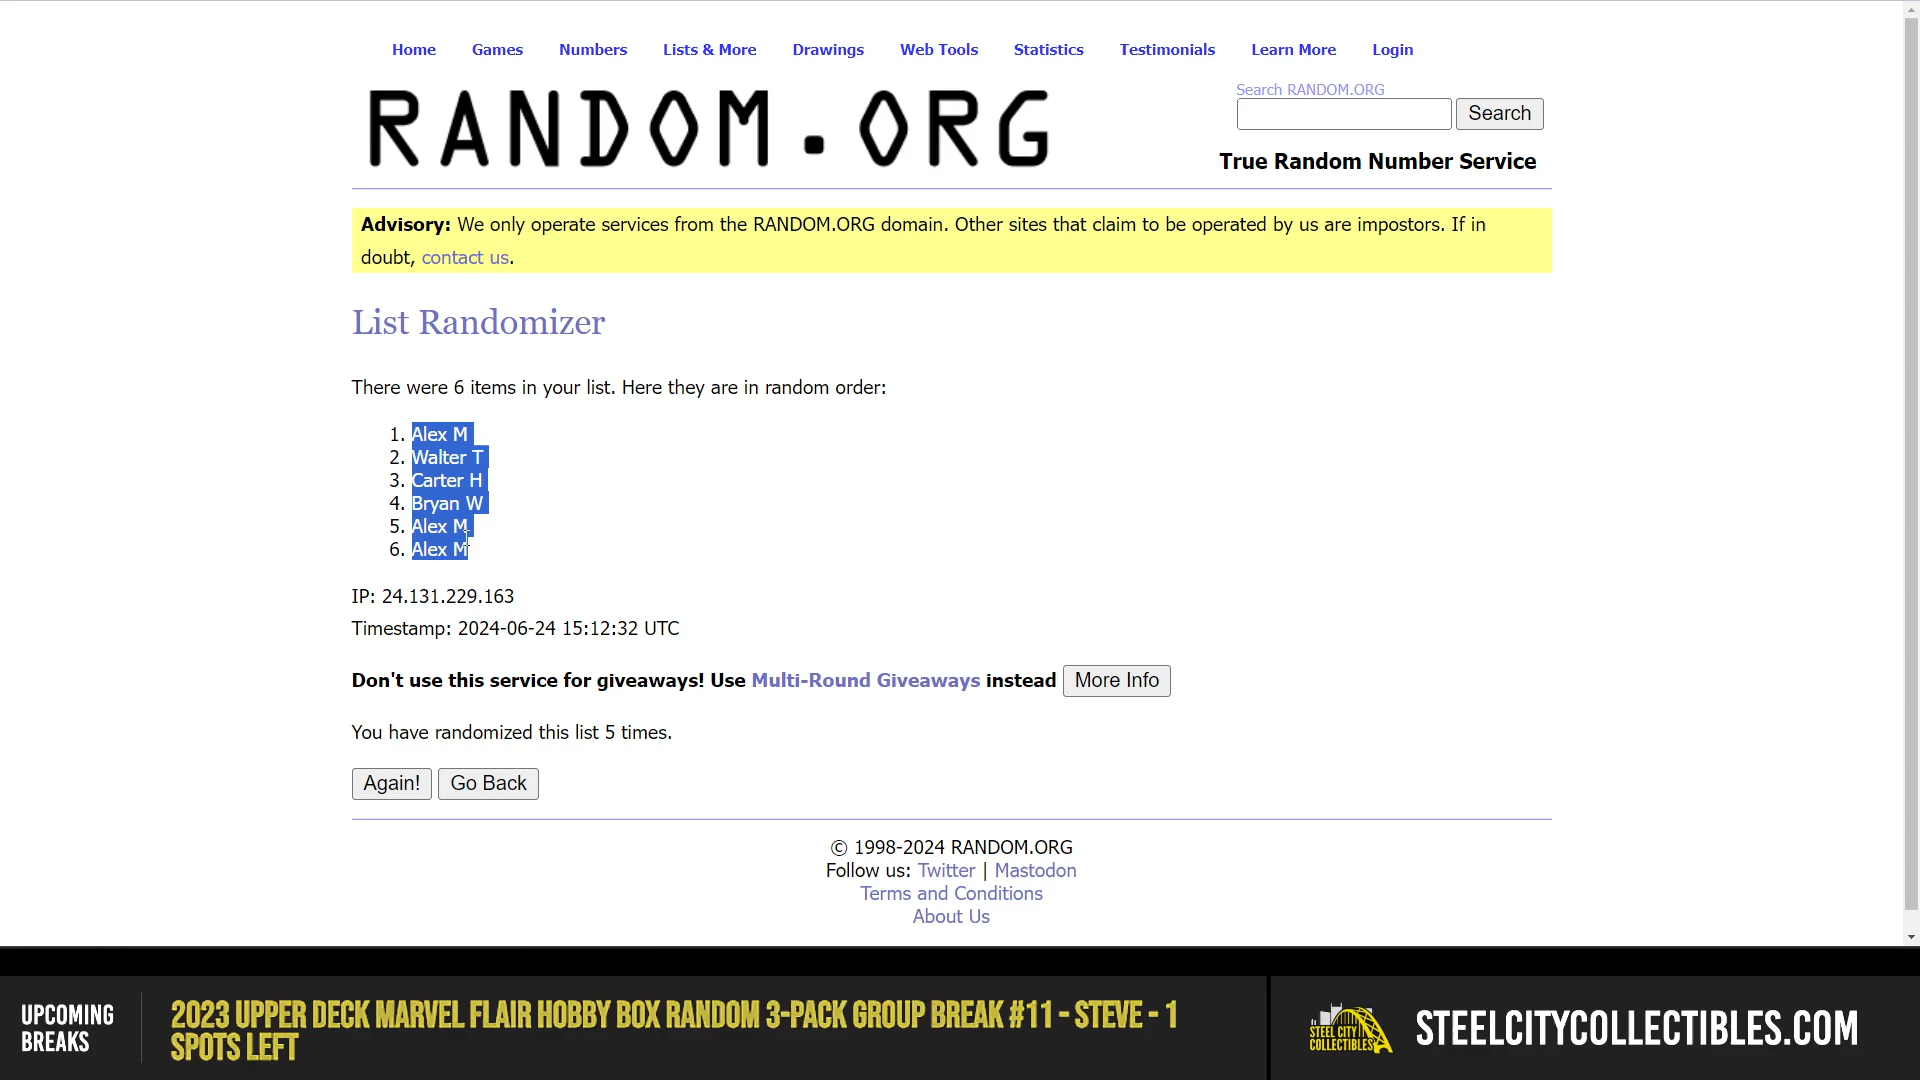 Home Games Numbers Lists & More Drawings Web Tools Statistics Testimonials Learn More Login
RANDOM.ORG
Search RANDOM.ORG
Search
True Random Number Service
Advisory: We only operate services from the RANDOM.ORG domain. Other sites that claim to be operated by us are impostors. If in
doubt, contact us.
List Randomizer
There were 6 items in your list. Here they are in random order:
1. Alex M
2. Walter T
3. Carter H
4. Bryan W
5. Alex M
6. Alex M
IP: 24.131.229.163
Timestamp: 2024-06-24 15:12:32 UTC
Don't use this service for giveaways! Use Multi-Round Giveaways instead More Info
You have randomized this list 5 times.
Again! Go Back
© 1998-2024 RANDOM.ORG
Follow us: Twitter | Mastodon
Terms and Conditions
About Us
UPCOMING
BREAKS
2023 UPPER DECK MARVEL FLAIR HOBBY BOX RANDOM 3-PACK GROUP BREAK #11 - STEVE - 1
SPOTS LEFT
STEEL CITY
COLLECTIBLES
STEELCITYCOLLECTIBLES.COM